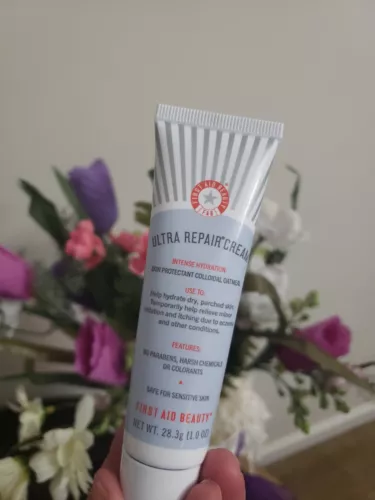 FIRST AID BEAUTY
ULTRA REPAIR CREAM
INTENSE HYDRATION
SKIN PROTECTANT COLLOIDAL OATMEAL
USE TO:
Help hydrate dry, parched skin
Temporarily help relieve minor
irritation and itching due to eczema
and other conditions.
FEATURES:
NO PARABENS, HARSH CHEMICALS
OR COLORANTS
SAFE FOR SENSITIVE SKIN
FIRST AID BEAUTY
NET WT. 28.3g (1.0 OZ)